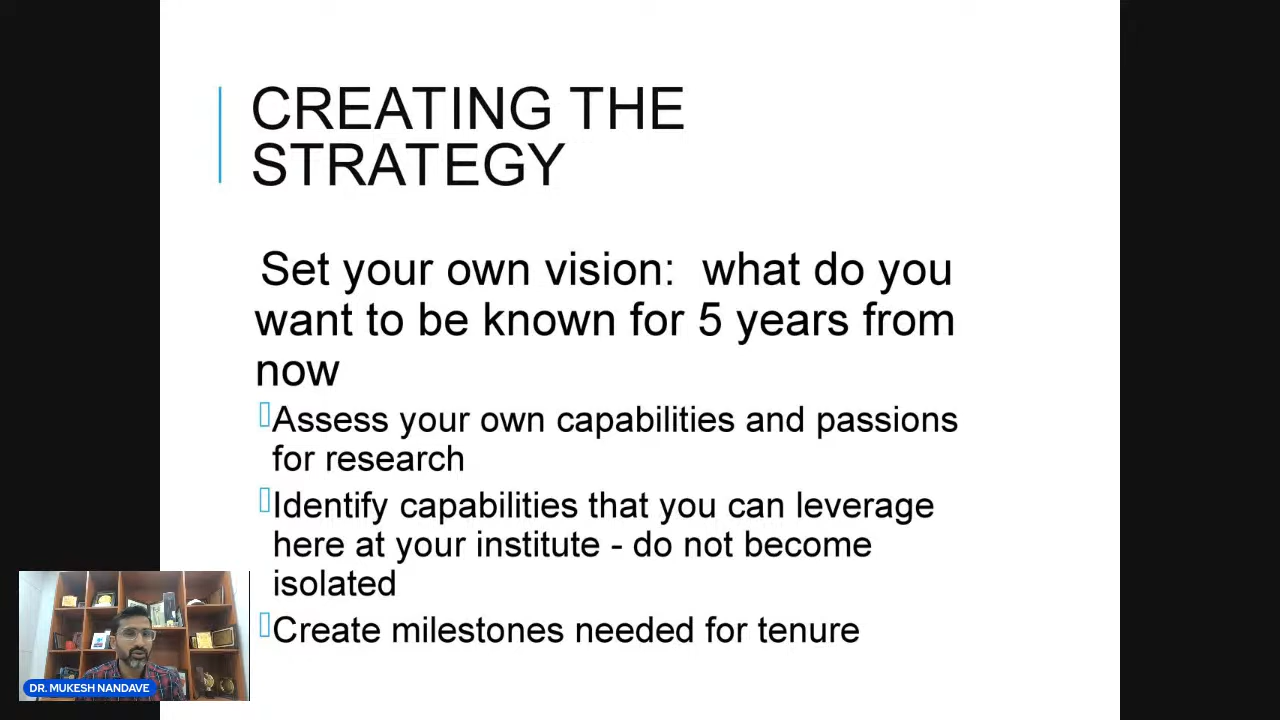 CREATING THE
STRATEGY
Set your own vision: what do you
want to be known for 5 years from
now
Assess your own capabilities and passions
for research
Identify capabilities that you can leverage
here at your institute - do not become
isolated
Create milestones needed for tenure
DR. MUKESH NANDAVE